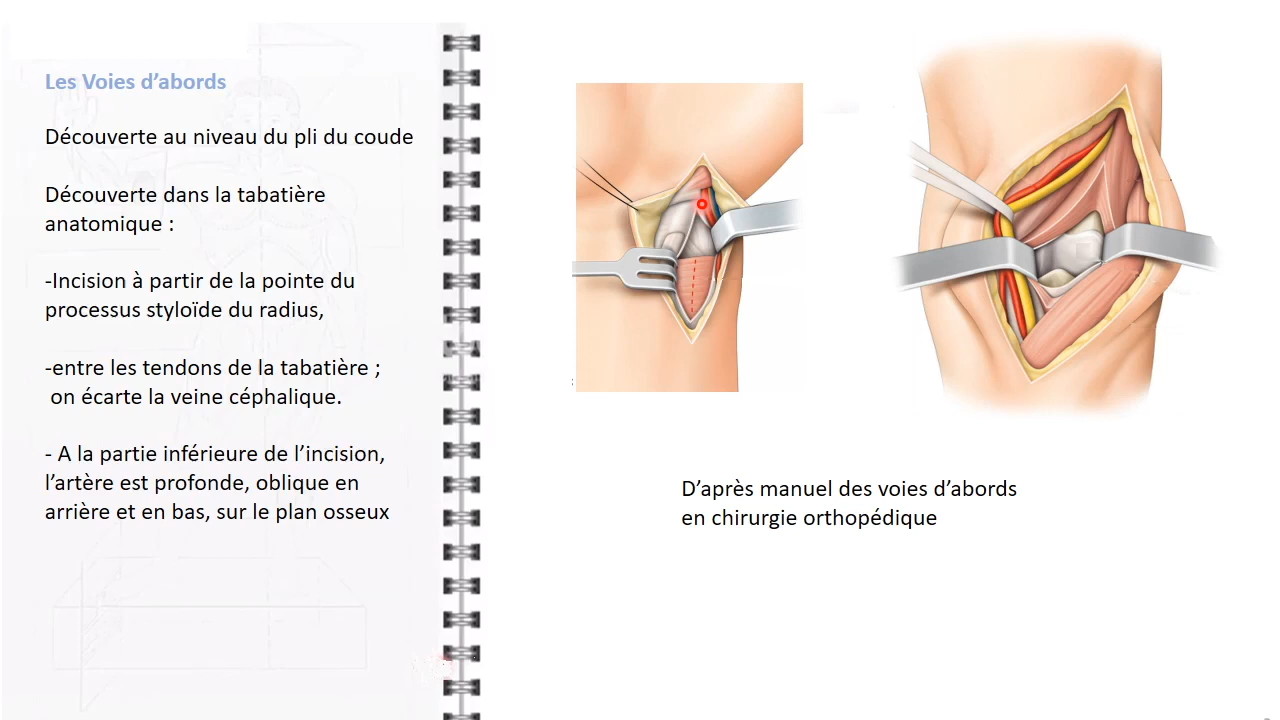 Les Voies d’abords
Découverte au niveau du pli du coude
Découverte dans la tabatière
anatomique :
-Incision à partir de la pointe du
processus styloïde du radius,
-entre les tendons de la tabatière ;
on écarte la veine céphalique.
- A la partie inférieure de l’incision,
l’artère est profonde, oblique en
arrière et en bas, sur le plan osseux
D’après manuel des voies d’abords
en chirurgie orthopédique